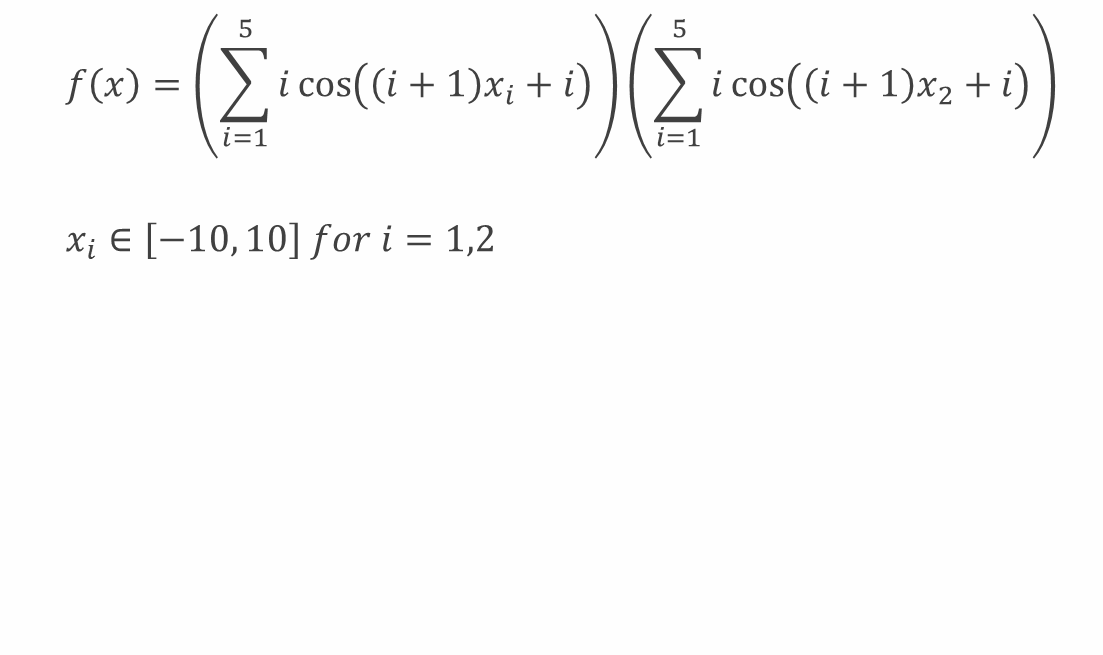 f(x) = (∑_{i=1}^{5} i cos((i + 1)x_i + i)) (∑_{i=1}^{5} i cos((i + 1)x_2 + i))
x_i ∈ [−10, 10] for i = 1,2